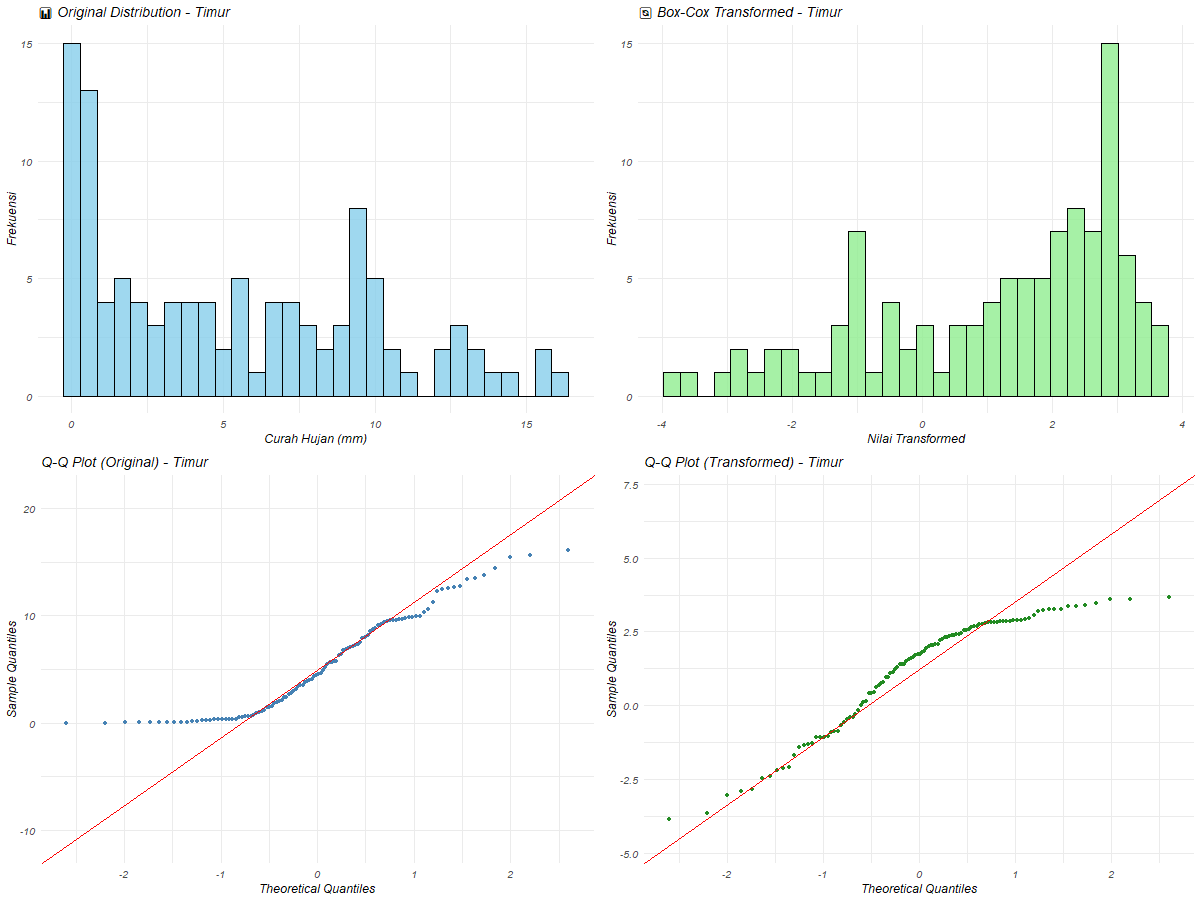 📊 Original Distribution - Timur
15
10
5
0
Frekuensi
0 5 10 15
Curah Hujan (mm)
🔄 Box-Cox Transformed - Timur
15
10
5
0
Frekuensi
-4 -2 0 2 4
Nilai Transformed
Q-Q Plot (Original) - Timur
20
10
0
-10
Sample Quantiles
-2 -1 0 1 2
Theoretical Quantiles
Q-Q Plot (Transformed) - Timur
7.5
5.0
2.5
0.0
-2.5
-5.0
Sample Quantiles
-2 -1 0 1 2
Theoretical Quantiles